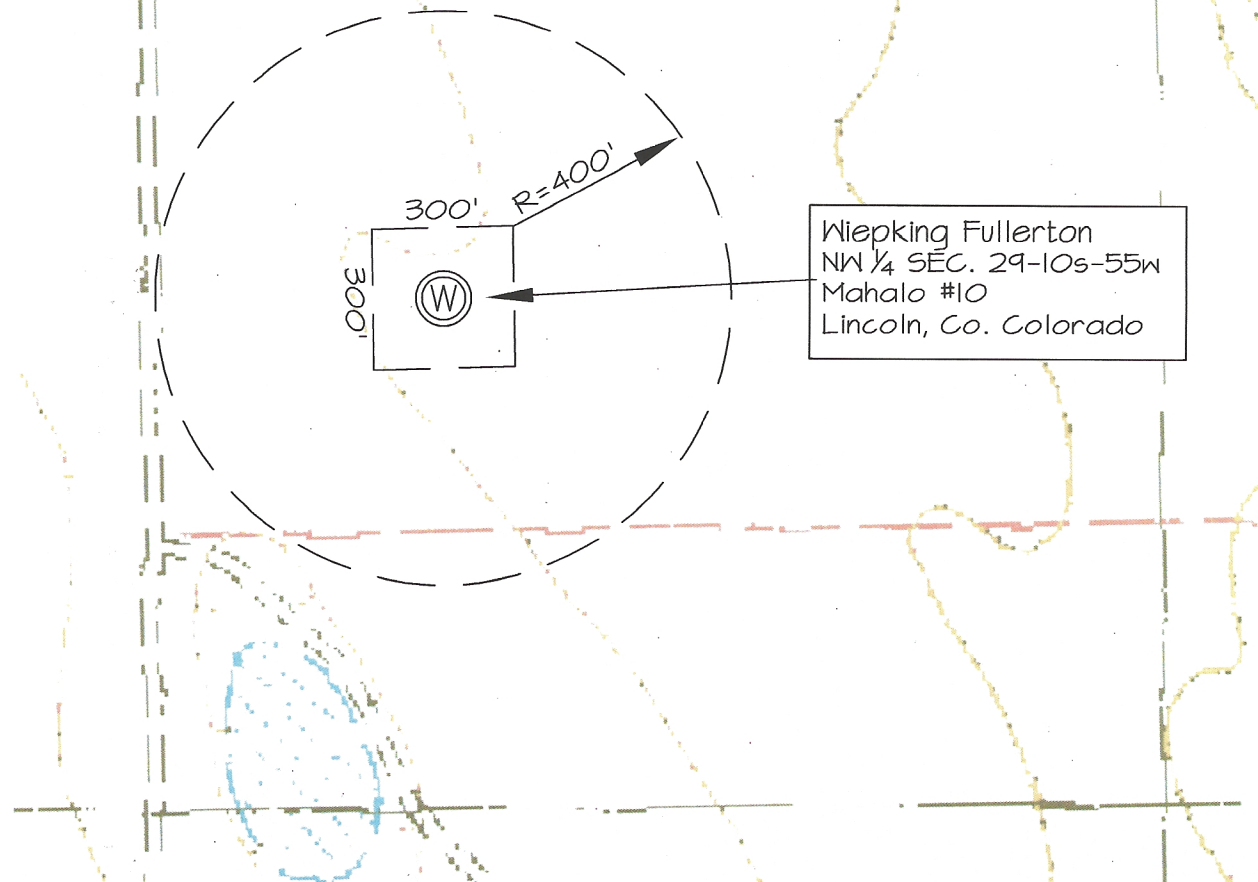 300'
R=400'
300'
W
Wiepking Fullerton
NW ¼ SEC. 29-10s-55w
Mahalo #10
Lincoln, Co. Colorado